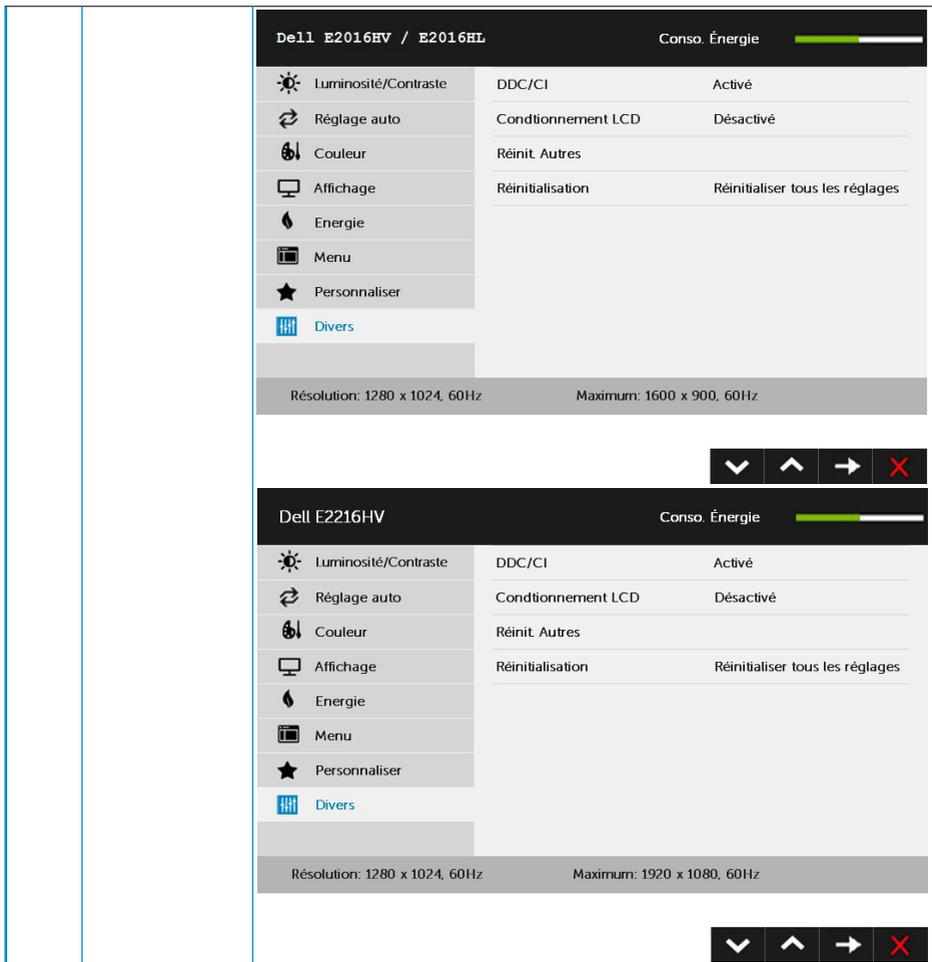 Dell E2016HV / E2016HL Conso. Énergie
Luminosité/Contraste DDC/CI Activé
Réglage auto Condtionnement LCD Désactivé
Couleur Réinit. Autres
Affichage Réinitialisation Réinitialiser tous les réglages
Energie
Menu
Personnaliser
Divers
Résolution: 1280 x 1024, 60Hz Maximum: 1600 x 900, 60Hz
Dell E2216HV Conso. Énergie
Luminosité/Contraste DDC/CI Activé
Réglage auto Condtionnement LCD Désactivé
Couleur Réinit. Autres
Affichage Réinitialisation Réinitialiser tous les réglages
Energie
Menu
Personnaliser
Divers
Résolution: 1280 x 1024, 60Hz Maximum: 1920 x 1080, 60Hz